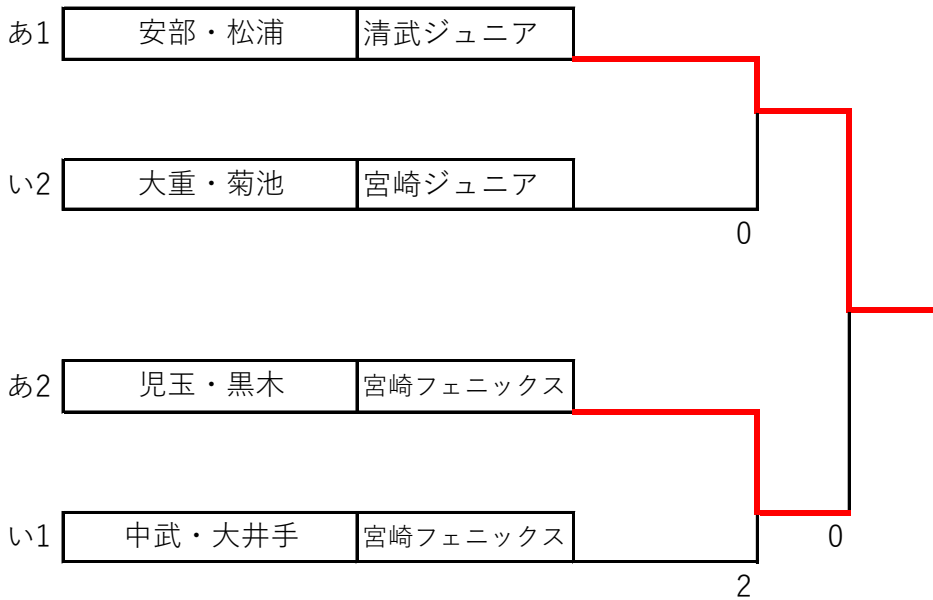 あ1 安部・松浦 清武ジュニア
い2 大重・菊池 宮崎ジュニア
0
あ2 児玉・黒木 宮崎フェニックス
い1 中武・大井手 宮崎フェニックス 0
2